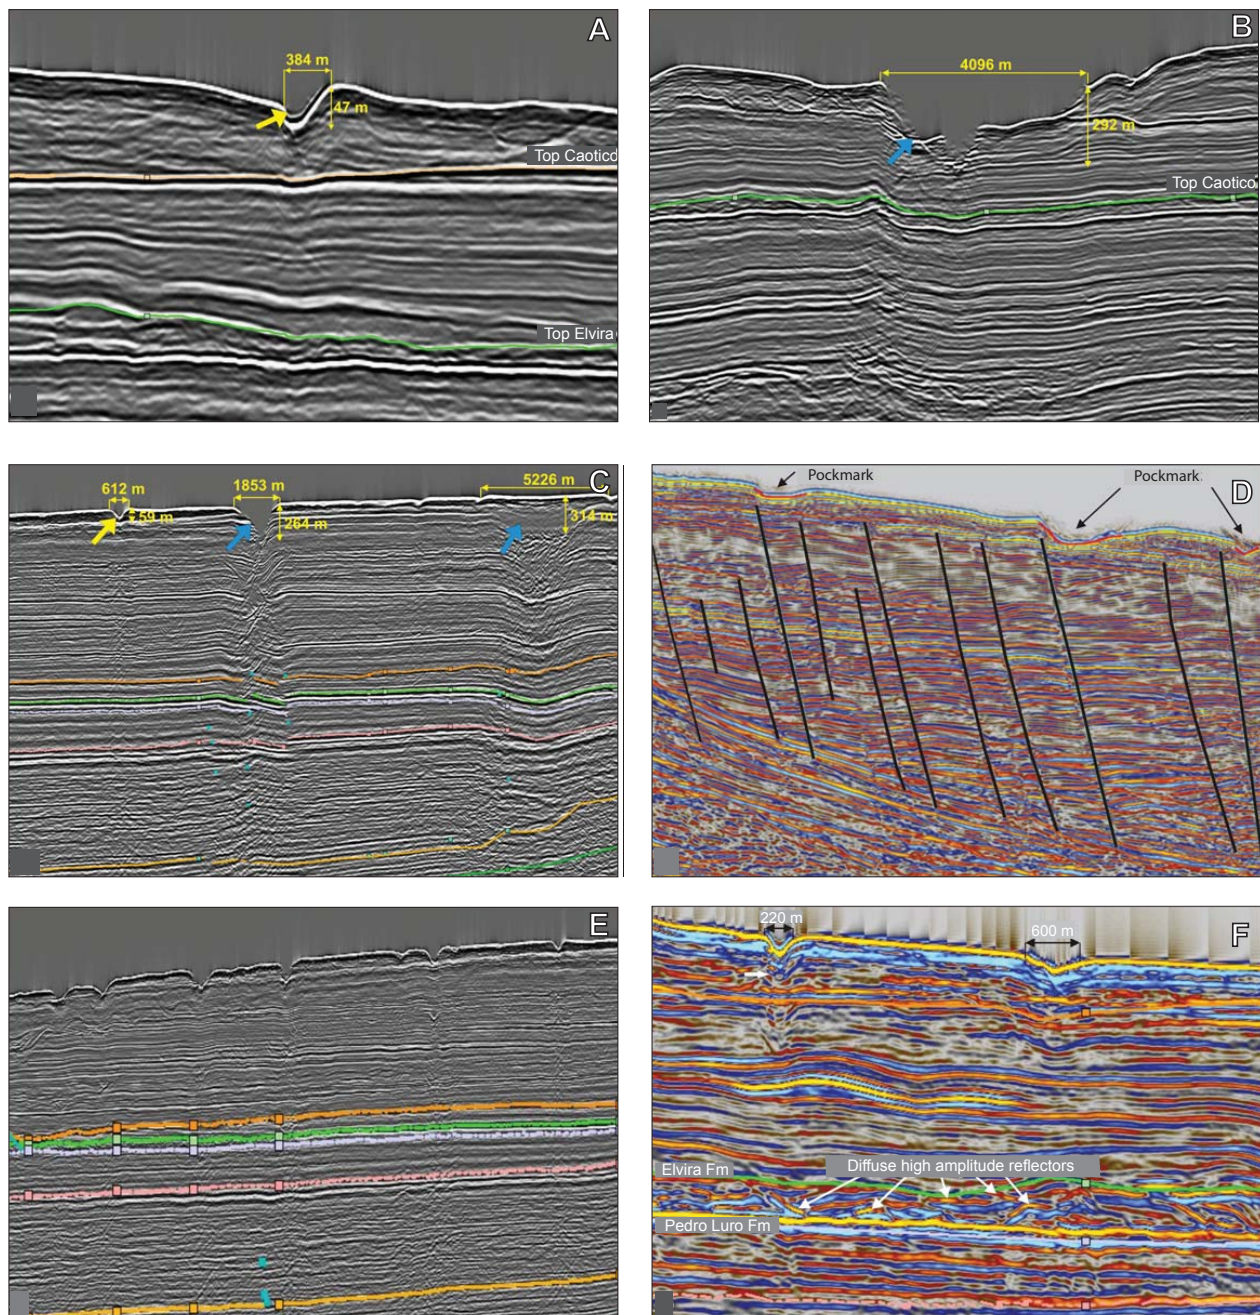 A
384 m
47 m
Top Caotico
Top Elvira
B
4096 m
292 m
Top Caotico
C
612 m
59 m
1853 m
264 m
5226 m
314 m
D
Pockmark
Pockmark
E
F
220 m
600 m
Elvira Fm
Diffuse high amplitude reflectors
Pedro Luro Fm